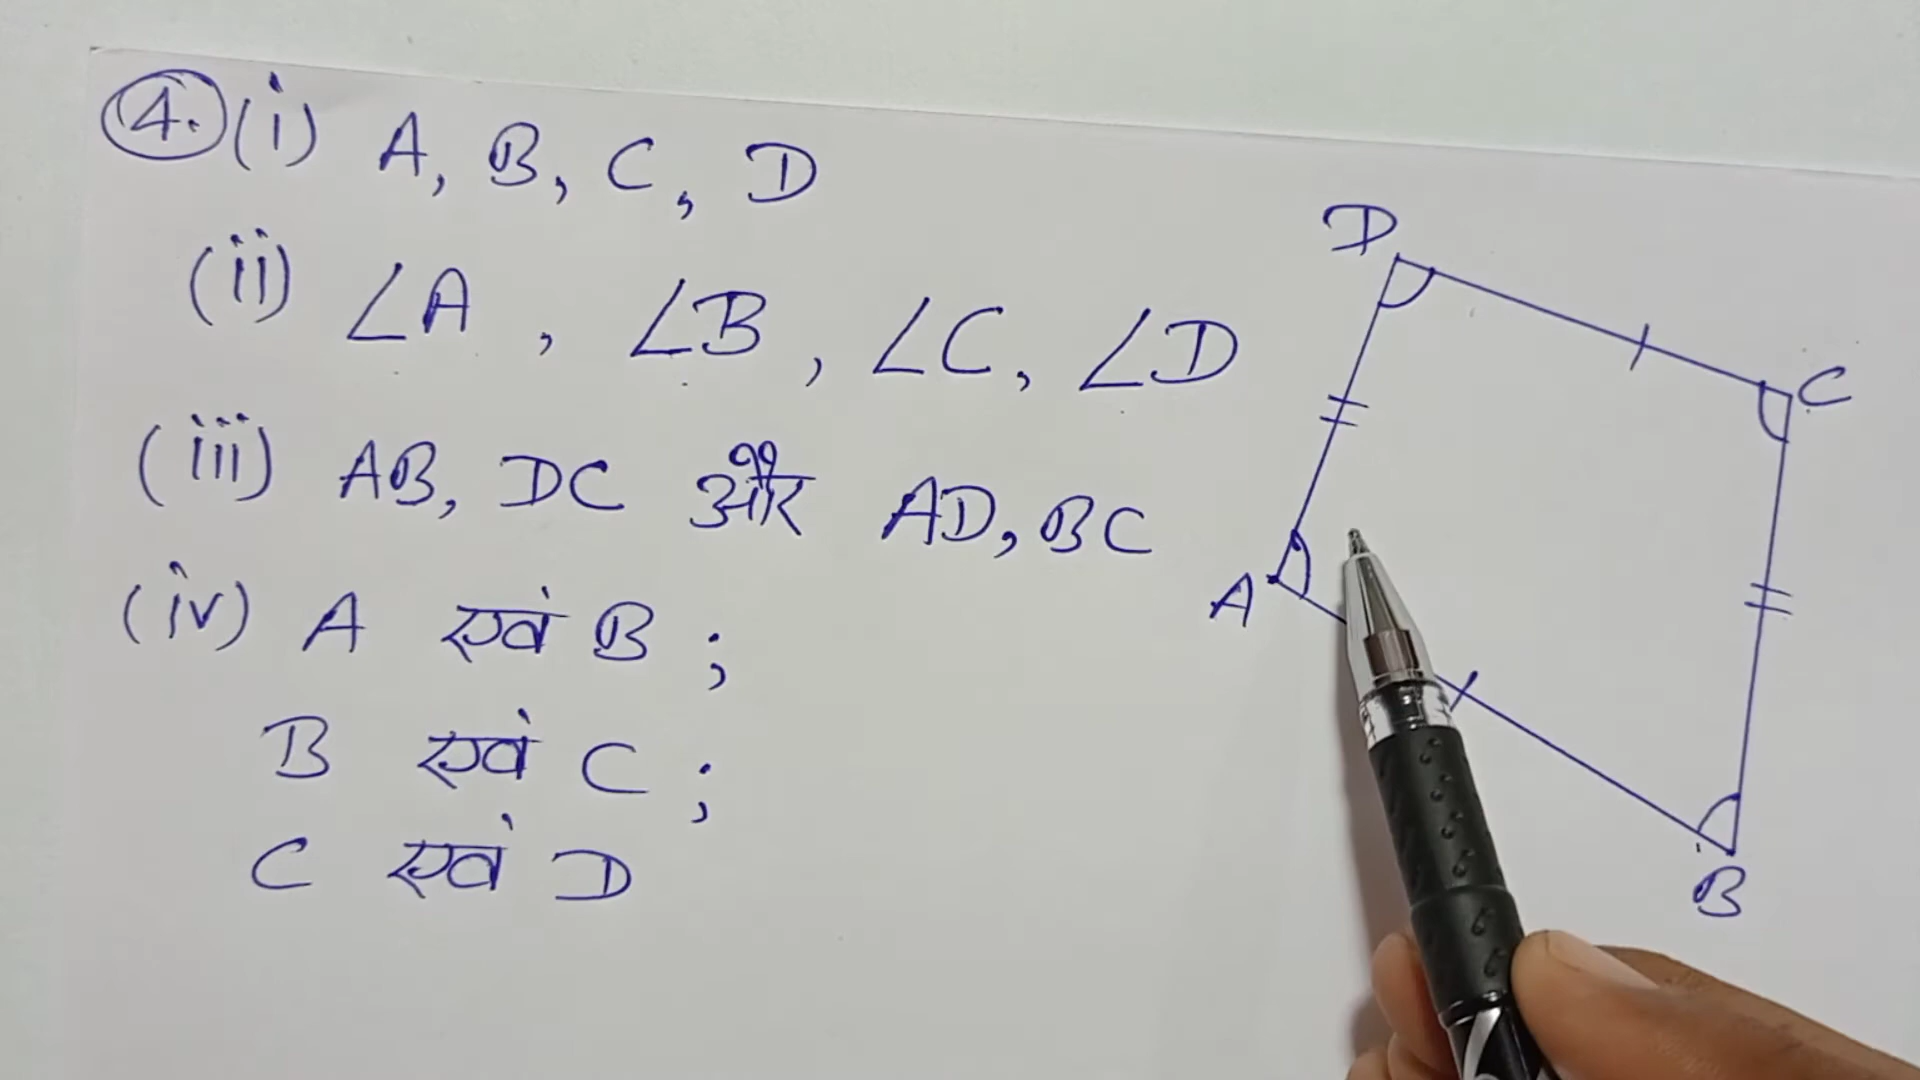 4. (i) A, B, C, D
(ii) ∠A , ∠B , ∠C, ∠D
(iii) AB, DC और AD, BC
(iv) A एवं B ;
B एवं C ;
C एवं D
D
C
A
B